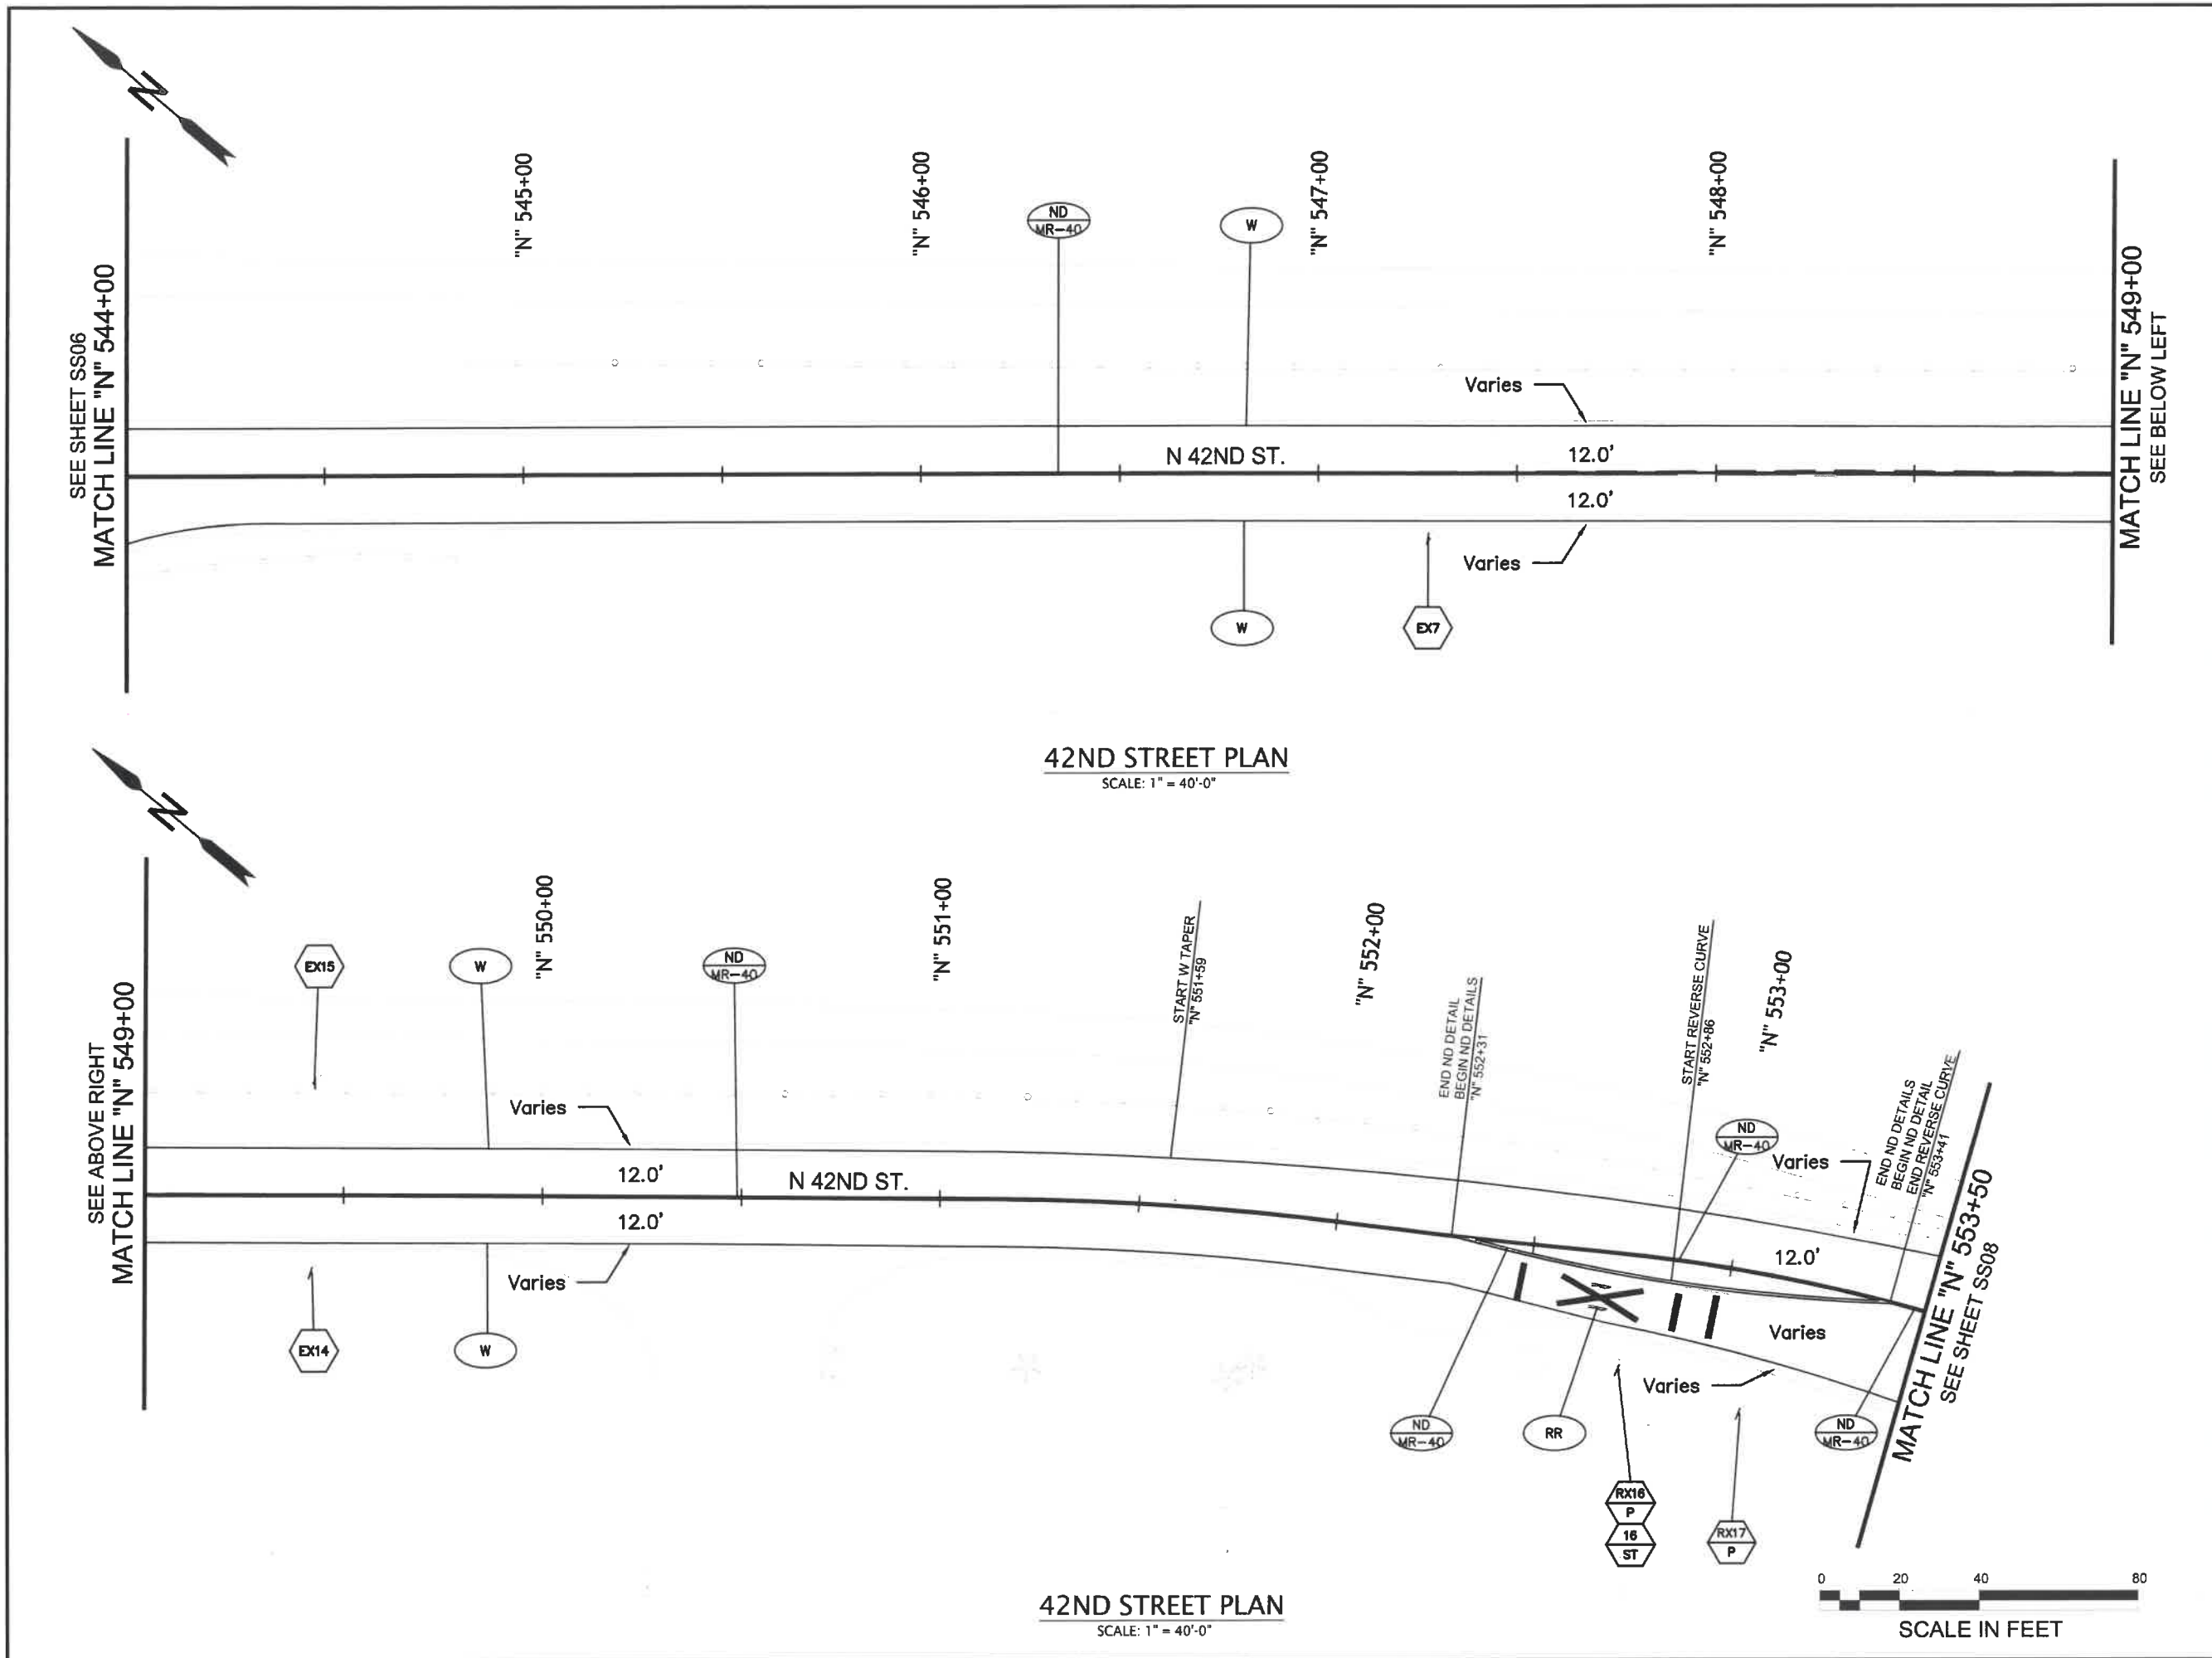 N
"N" 545+00
"N" 546+00
"N" 547+00
"N" 548+00
ND
MR-40
W
SEE SHEET SS06
MATCH LINE "N" 544+00
MATCH LINE "N" 549+00
SEE BELOW LEFT
Varies
N 42ND ST.
12.0'
12.0'
Varies
W
EX7
42ND STREET PLAN
SCALE: 1" = 40'-0"
N
"N" 550+00
"N" 551+00
"N" 552+00
"N" 553+00
EX15
W
ND
MR-40
START W TAPER
"N" 551+59
END ND DETAIL
BEGIN ND DETAILS
"N" 552+31
START REVERSE CURVE
"N" 552+86
END ND DETAILS
BEGIN ND DETAIL
END REVERSE CURVE
"N" 553+41
SEE ABOVE RIGHT
MATCH LINE "N" 549+00
Varies
ND
MR-40
Varies
12.0'
N 42ND ST.
12.0'
12.0'
Varies
R
R
Varies
Varies
MATCH LINE "N" 553+50
SEE SHEET SS08
EX14
W
ND
MR-40
RR
ND
MR-40
RX16
P
16
ST
RX17
P
42ND STREET PLAN
SCALE: 1" = 40'-0"
0 20 40 80
SCALE IN FEET